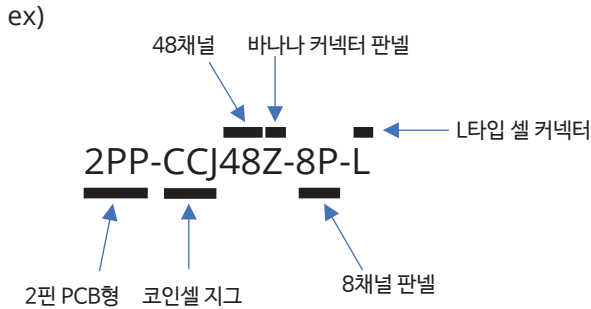 ex)
48채널 바나나 커넥터 판넬
L타입 셀 커넥터
2PP-CCJ48Z-8P-L
2핀 PCB형 코인셀 지그 8채널 판넬